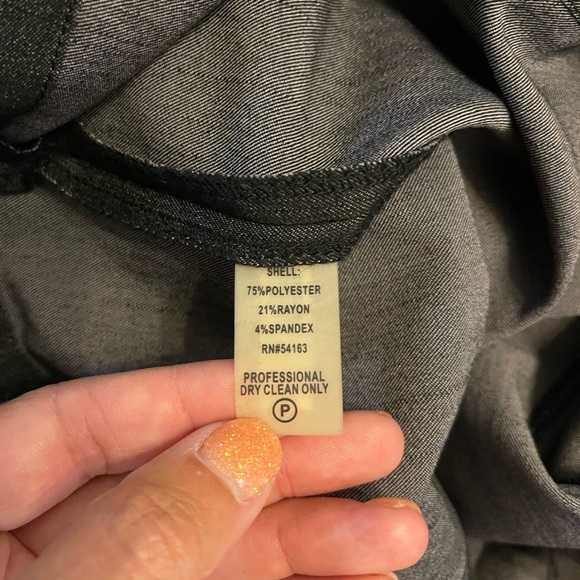 SHELL:
75%POLYESTER
21%RAYON
4%SPANDEX
RN#54163
PROFESSIONAL
DRY CLEAN ONLY
P